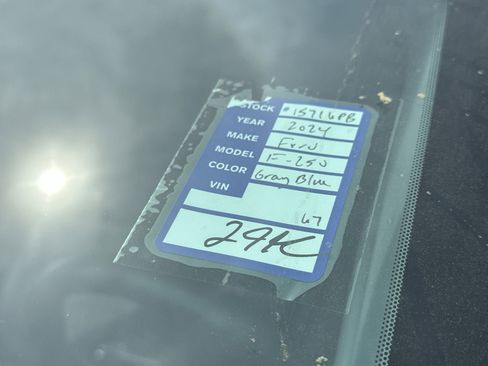 STOCK #15716PB
YEAR 2024
MAKE Ford
MODEL F-250
COLOR Gray Blue
VIN
67
29K